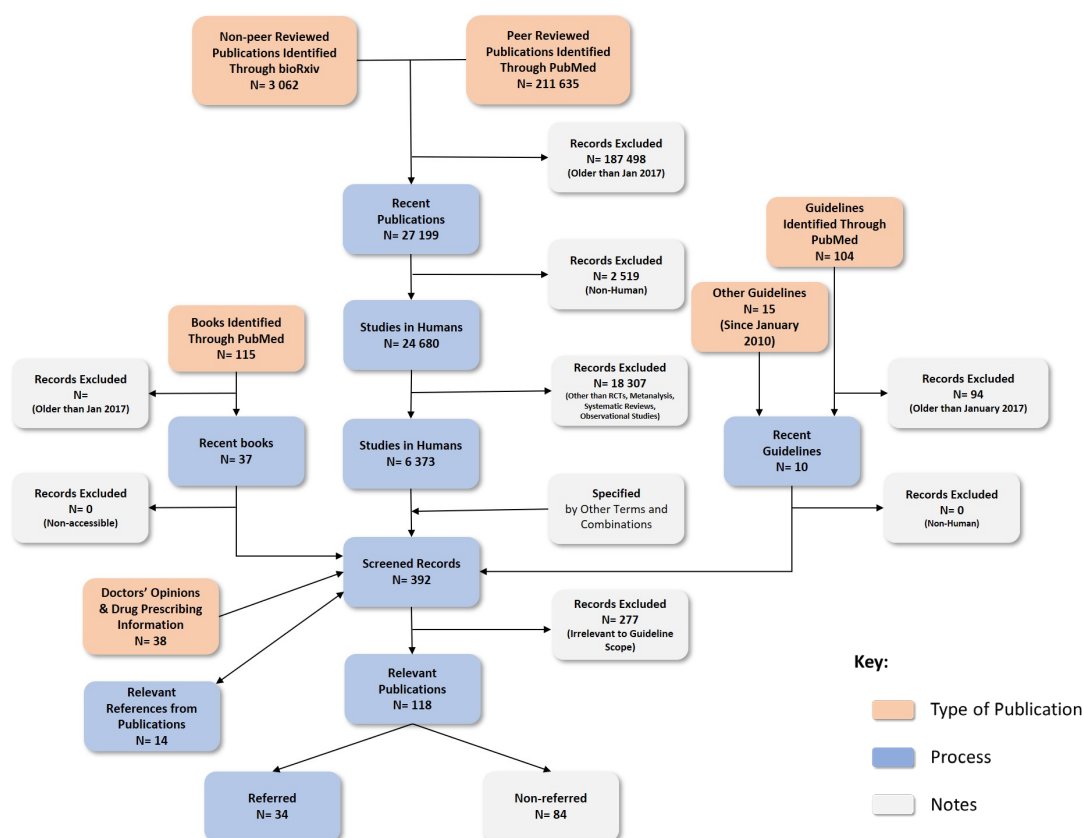 Non-peer Reviewed
Publications Identified
Through bioRxiv
N= 3 062
Peer Reviewed
Publications Identified
Through PubMed
N= 211 635
Records Excluded
N= 187 498
(Older than Jan 2017)
Recent
Publications
N= 27 199
Guidelines
Identified Through
PubMed
N= 104
Records Excluded
N= 2 519
(Non-Human)
Other Guidelines
N= 15
(Since January
2010)
Books Identified
Through PubMed
N= 115
Studies in Humans
N= 24 680
Records Excluded
N=
(Older than Jan 2017)
Records Excluded
N= 18 307
(Other than RCTs, Metanalysis,
Systematic Reviews,
Observational Studies)
Records Excluded
N= 94
(Older than January 2017)
Recent books
N= 37
Studies in Humans
N= 6 373
Recent
Guidelines
N= 10
Records Excluded
N= 0
(Non-accessible)
Specified
by Other Terms and
Combinations
Records Excluded
N= 0
(Non-Human)
Screened Records
N= 392
Doctors' Opinions
& Drug Prescribing
Information
N= 38
Records Excluded
N= 277
(Irrelevant to Guideline
Scope)
Relevant
References from
Publications
N= 14
Relevant
Publications
N= 118
Referred
N= 34
Non-referred
N= 84
Key:
Type of Publication
Process
Notes